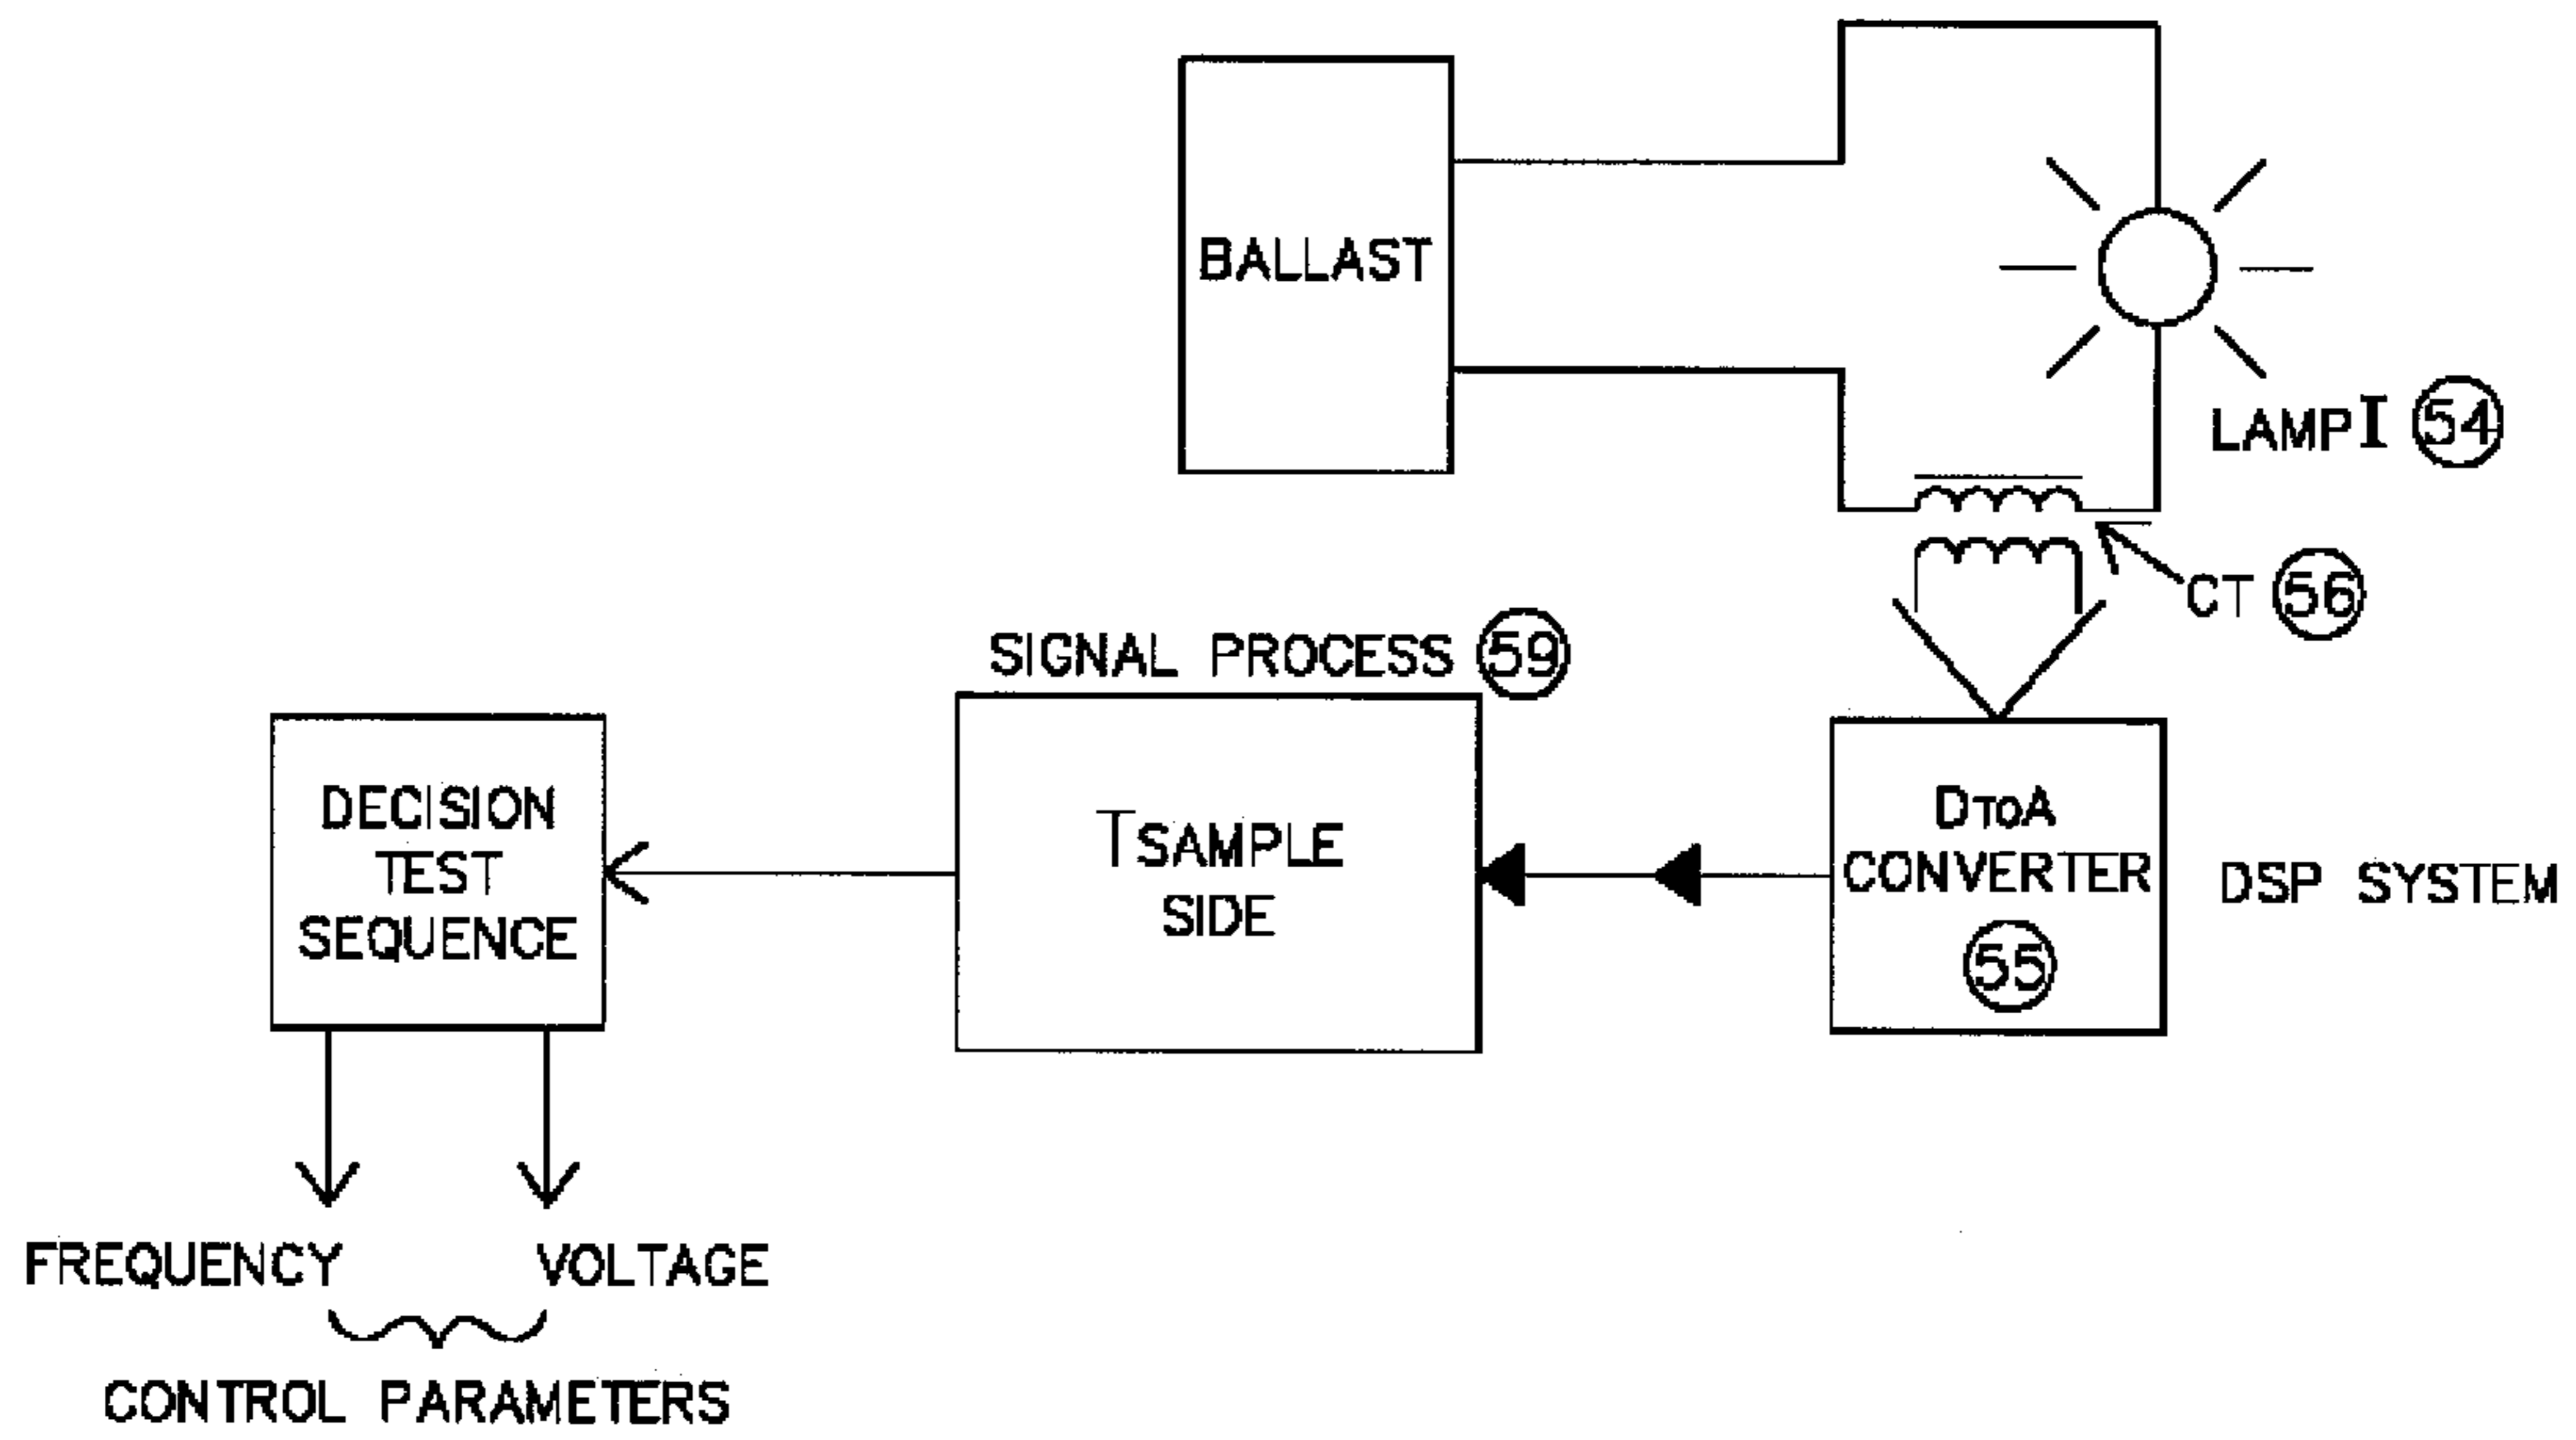 BALLAST
LAMP I 54
CT 56
SIGNAL PROCESS 59
DECISION
TEST
SEQUENCE
TSAMPLE
SIDE
DTOA
CONVERTER
55
DSP SYSTEM
FREQUENCY VOLTAGE
CONTROL PARAMETERS